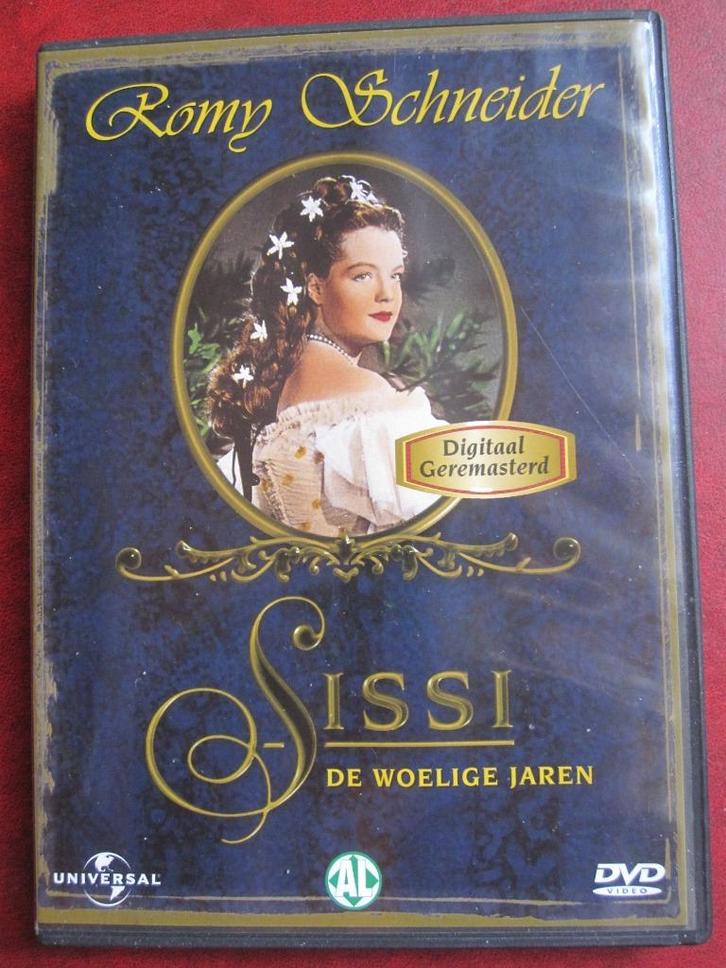 Romy Schneider
Digitaal
Geremasterd
SISSI
DE WOELIGE JAREN
UNIVERSAL
AL
DVD
VIDEO